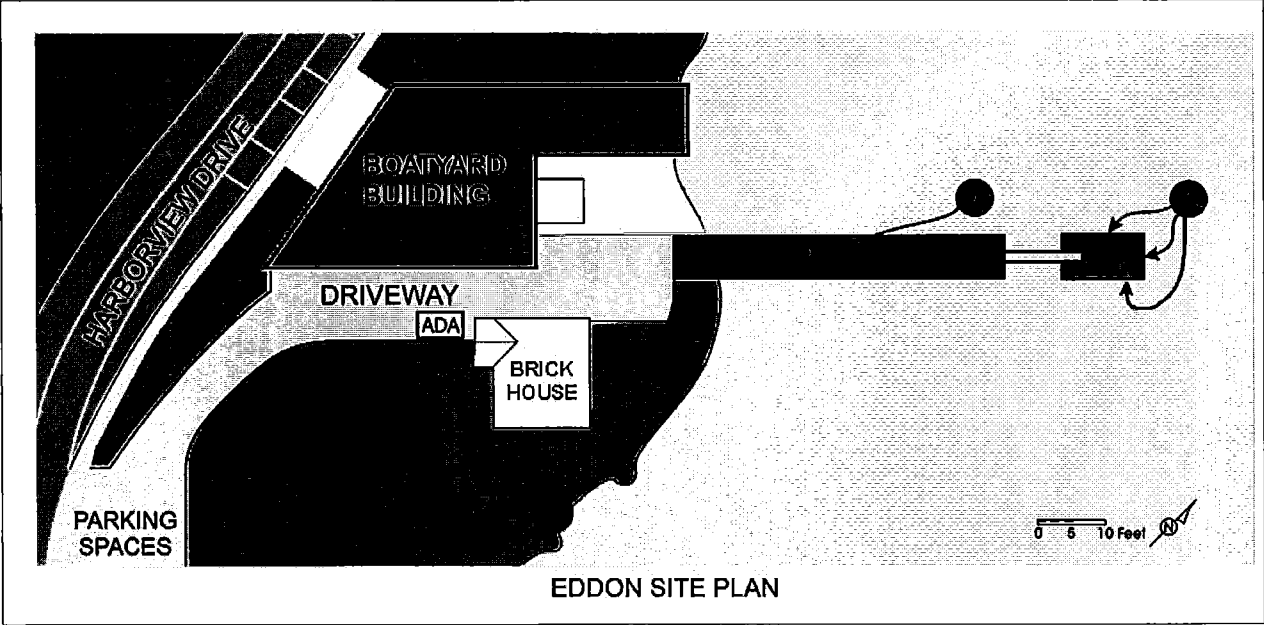 HARBORVIEW DRIVE
BOATYARD
BUILDING
DRIVEWAY
ADA
BRICK
HOUSE
PARKING
SPACES
0 5 10 Feet
N
EDDON SITE PLAN